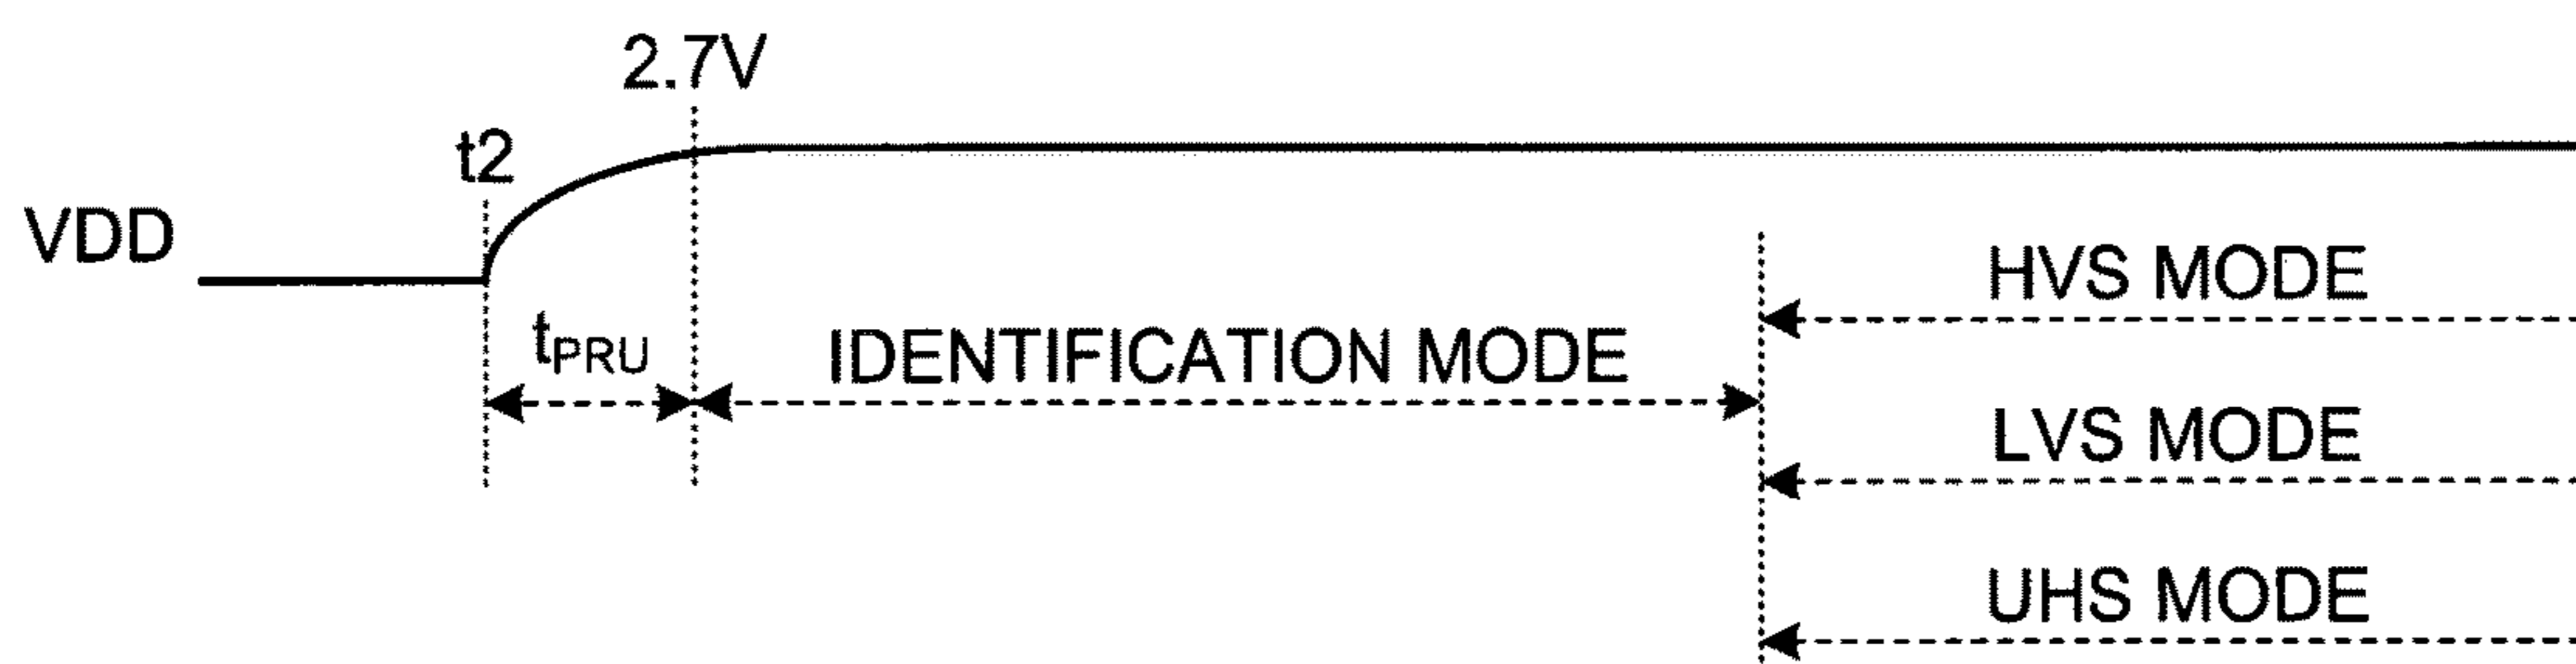 2.7V
t2
VDD
tPRU
IDENTIFICATION MODE
HVS MODE
LVS MODE
UHS MODE